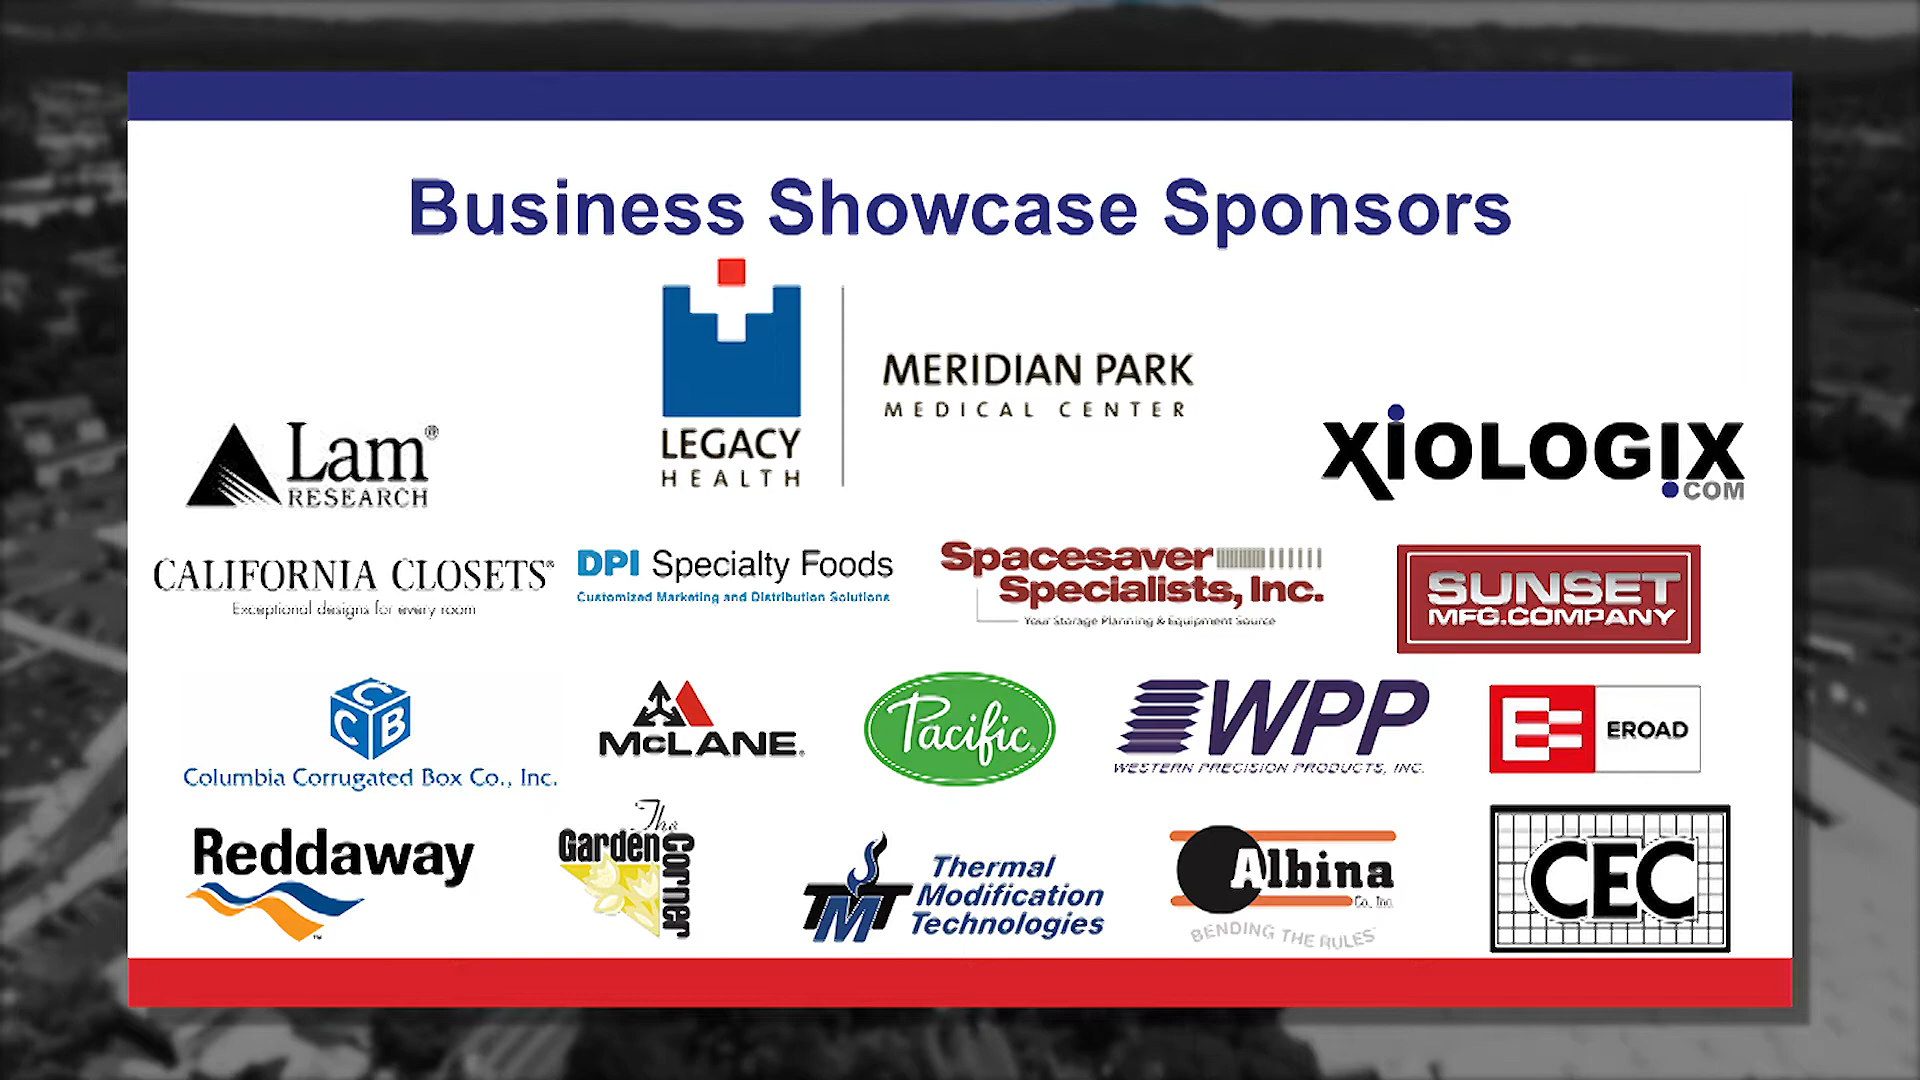 Business Showcase Sponsors
LEGACY
HEALTH
MERIDIAN PARK
MEDICAL CENTER
Lam®
RESEARCH
XiOLOGiX
.COM
CALIFORNIA CLOSETS®
Exceptional designs for every room
DPI Specialty Foods
Customized Marketing and Distribution Solutions
Spacesaver
Specialists, Inc.
Your Storage Planning & Equipment Source
SUNSET
MFG.COMPANY
C
C B
Columbia Corrugated Box Co., Inc.
McLANE®
Pacific®
WPP
WESTERN PRECISION PRODUCTS, INC.
EROAD
Reddaway
™
The
Garden
Corner
TMT
Thermal
Modification
Technologies
Albina
Co., Inc.
BENDING THE RULES
CEC